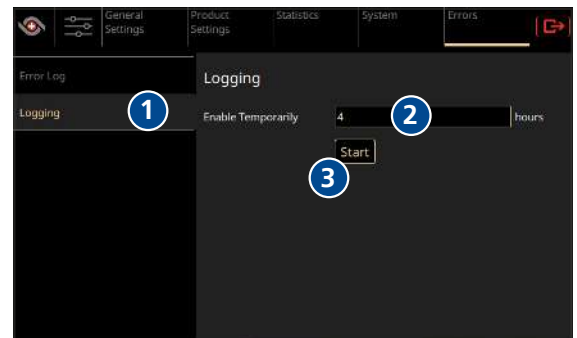 General Settings
Product Settings
Statistics
System
Errors
Error Log
Logging
1
Logging
Enable Temporarily
4
2
hours
Start
3